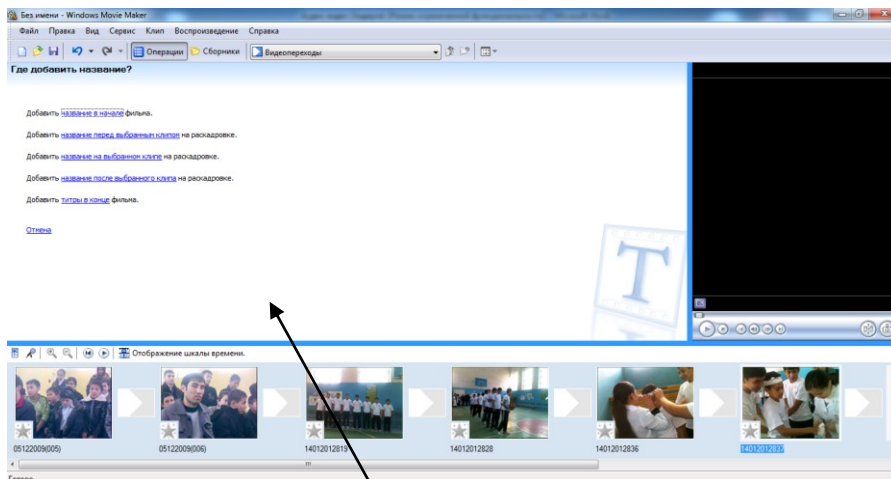 Без имени - Windows Movie Maker
Файл Правка Вид Сервис Клип Воспроизведение Справка
Операции Сборники Видеопереходы
Где добавить название?
Добавить название в начале фильма.
Добавить название перед выбранным клипом на раскадровке.
Добавить название на выбранном клипе на раскадровке.
Добавить название после выбранного клипа на раскадровке.
Добавить титры в конце фильма.
Отмена
T
Отображение шкалы времени.
05122009(005) 05122009(006) 14012012819 14012012828 14012012836
Готово